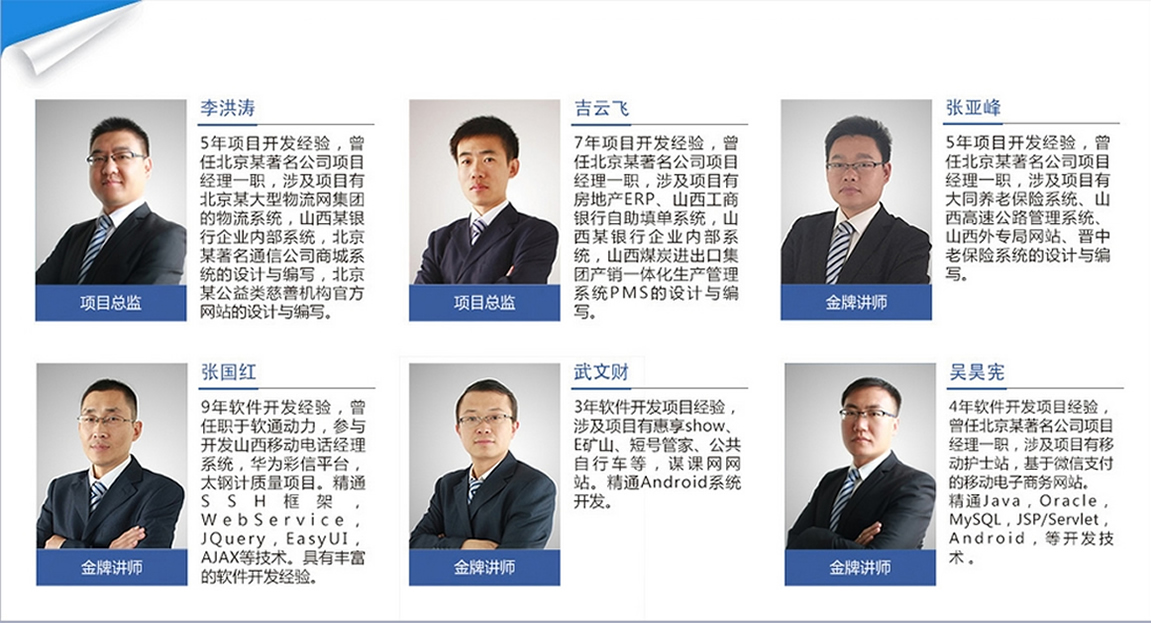 李洪涛
5年项目开发经验，曾
任北京某著名公司项目
经理一职，涉及项目有
北京某大型物流网集团
的物流系统，山西某银
行企业内部系统，北京
某著名通信公司商城系
统的设计与编写，北京
某公益类慈善机构官方
网站的设计与编写。
项目总监
吉云飞
7年项目开发经验，曾
任北京某著名公司项目
经理一职，涉及项目有
房地产ERP、山西工商
银行自助填单系统，山
西某银行企业内部系
统，山西煤炭进出口集
团产销一体化生产管理
系统PMS的设计与编
写。
项目总监
张亚峰
5年项目开发经验，曾
任北京某著名公司项目
经理一职，涉及项目有
大同养老保险系统、山
西高速公路管理系统、
山西外专局网站、晋中
老保险系统的设计与编
写。
金牌讲师
张国红
9年软件开发经验，曾
任职于软通动力，参与
开发山西移动电话经理
系统，华为彩信平台，
太钢计质量项目。精通
SSH框架，
WebService，
JQuery，EasyUI，
AJAX等技术。具有丰富
的软件开发经验。
金牌讲师
武文财
3年软件开发项目经验，
涉及项目有惠享show、
E矿山、短号管家、公共
自行车等，谋课网网
站。精通Android系统
开发。
金牌讲师
吴昊宪
4年软件开发项目经验，
曾任北京某著名公司项目
经理一职，涉及项目有移
动护士站，基于微信支付
的移动电子商务网站。
精通Java，Oracle，
MySQL，JSP/Servlet，
Android，等开发技
术。
金牌讲师